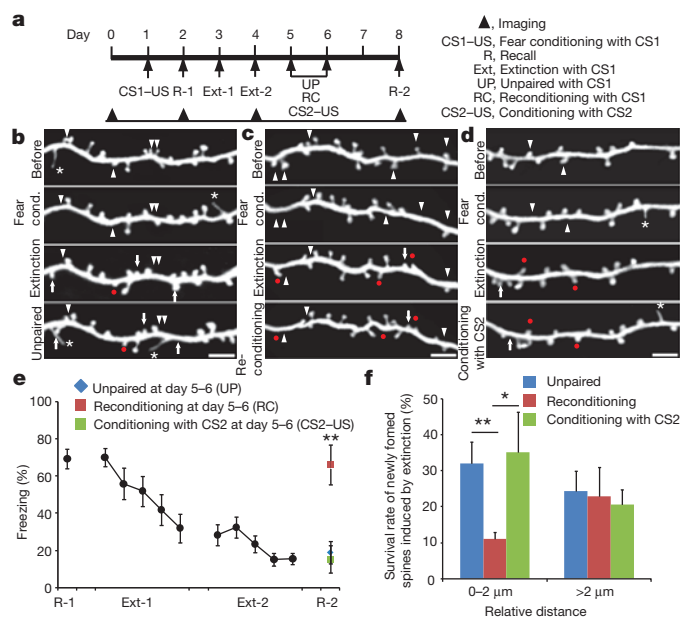 a
Day 0 1 2 3 4 5 6 7 8
CS1–US R-1 Ext-1 Ext-2 UP R-2
RC
CS2–US
▲, Imaging
CS1–US, Fear conditioning with CS1
R, Recall
Ext, Extinction with CS1
UP, Unpaired with CS1
RC, Reconditioning with CS1
CS2–US, Conditioning with CS2
b
Before
Fear
cond.
Extinction
Unpaired
*
*
*
*
c
Before
Fear
cond.
Extinction
Re-
conditioning
d
Before
Fear
cond.
Extinction
Conditioning
with CS2
*
*
e
Unpaired at day 5–6 (UP)
Reconditioning at day 5–6 (RC)
Conditioning with CS2 at day 5–6 (CS2–US)
**
Freezing (%)
100
80
60
40
20
0
R-1 Ext-1 Ext-2 R-2
f
Unpaired
Reconditioning
Conditioning with CS2
** *
Survival rate of newly formed
spines induced by extinction (%)
50
40
30
20
10
0
0–2 μm >2 μm
Relative distance